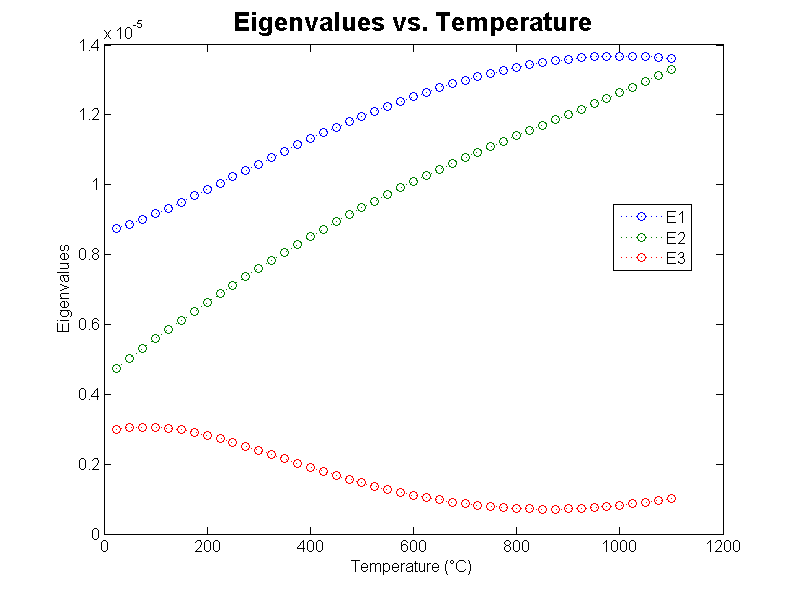 Eigenvalues vs. Temperature
x 10^-5
1.4
1.2
1
0.8
0.6
0.4
0.2
0
Eigenvalues
E1
E2
E3
0 200 400 600 800 1000 1200
Temperature (°C)